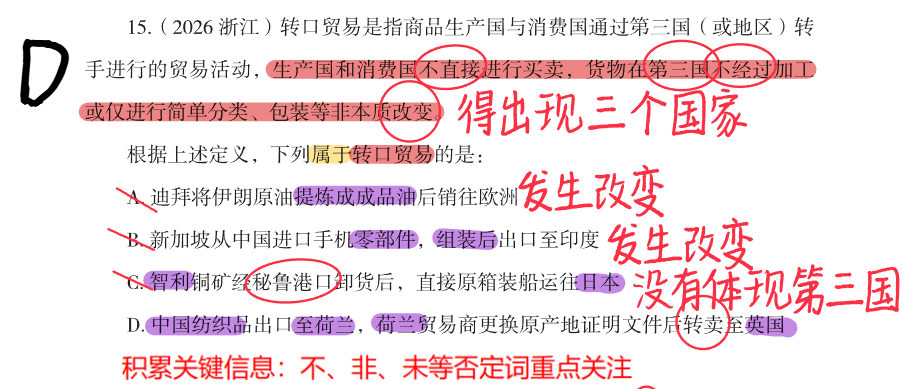 D
15.（2026 浙江）转口贸易是指商品生产国与消费国通过第三国（或地区）转
手进行的贸易活动，生产国和消费国不直接进行买卖，货物在第三国不经过加工
或仅进行简单分类、包装等非本质改变。
得出现三个国家
根据上述定义，下列属于转口贸易的是：
A. 迪拜将伊朗原油提炼成成品油后销往欧洲 发生改变
B. 新加坡从中国进口手机零部件，组装后出口至印度 发生改变
C. 智利铜矿经秘鲁港口卸货后，直接原箱装船运往日本 没有体现第三国
D. 中国纺织品出口至荷兰，荷兰贸易商更换原产地证明文件后转卖至英国
积累关键信息：不、非、未等否定词重点关注